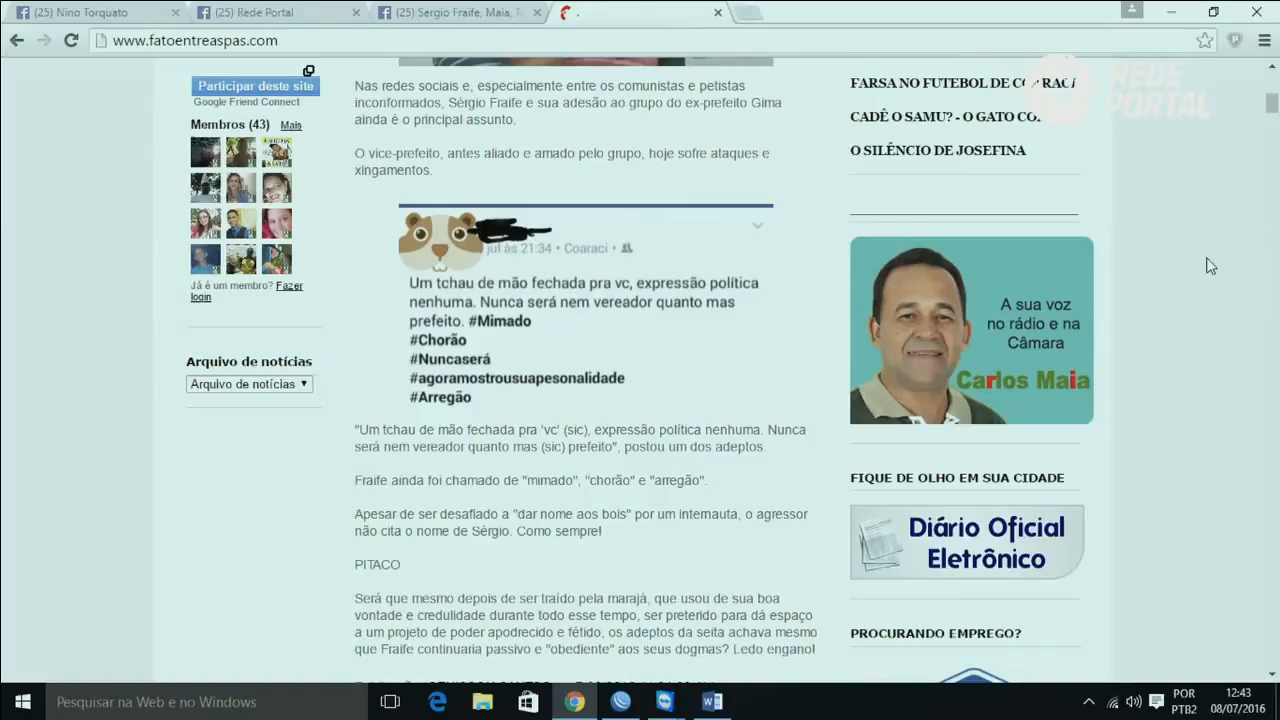 (25) Nino Torquato
(25) Rede Portal
(25) Sérgio Fraife, Maia, T
www.fatoentreaspas.com
REDE PORTAL
Participar deste site
Google Friend Connect
Membros (43) Mais
Já é um membro? Fazer
login
Arquivo de notícias
Arquivo de notícias
Nas redes sociais e, especialmente entre os comunistas e petistas
inconformados, Sérgio Fraife e sua adesão ao grupo do ex-prefeito Gima
ainda é o principal assunto.
O vice-prefeito, antes aliado e amado pelo grupo, hoje sofre ataques e
xingamentos.
jul às 21:34 • Coaraci •
Um tchau de mão fechada pra vc, expressão política
nenhuma. Nunca será nem vereador quanto mas
prefeito. #Mimado
#Chorão
#Nuncaserá
#agoramostrousuapesonalidade
#Arregão
"Um tchau de mão fechada pra 'vc' (sic), expressão política nenhuma. Nunca
será nem vereador quanto mas (sic) prefeito", postou um dos adeptos.
Fraife ainda foi chamado de "mimado", "chorão" e "arregão".
Apesar de ser desafiado a "dar nome aos bois" por um internauta, o agressor
não cita o nome de Sérgio. Como sempre!
PITACO
Será que mesmo depois de ser traído pela marajá, que usou de sua boa
vontade e credulidade durante todo esse tempo, ser preterido para dá espaço
a um projeto de poder apodrecido e fétido, os adeptos da seita achava mesmo
que Fraife continuaria passivo e "obediente" aos seus dogmas? Ledo engano!
FARSA NO FUTEBOL DE
CADÊ O SAMU? - O GATO
O SILÊNCIO DE JOSEFINA
A sua voz
no rádio e na
Câmara
Carlos Maia
FIQUE DE OLHO EM SUA CIDADE
Diário Oficial
Eletrônico
PROCURANDO EMPREGO?
Pesquisar na Web e no Windows
POR
PTB2
12:43
08/07/2016